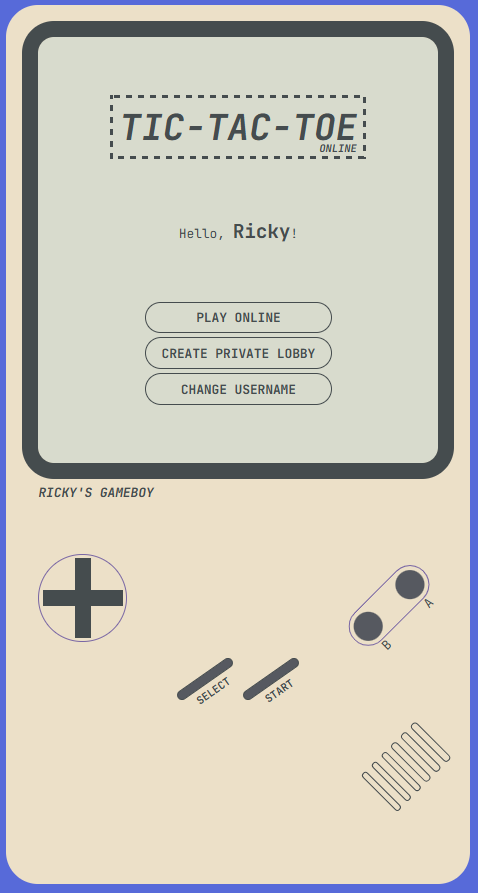 TIC-TAC-TOE
ONLINE
Hello, Ricky!
PLAY ONLINE
CREATE PRIVATE LOBBY
CHANGE USERNAME
RICKY'S GAMEBOY
A
B
SELECT
START